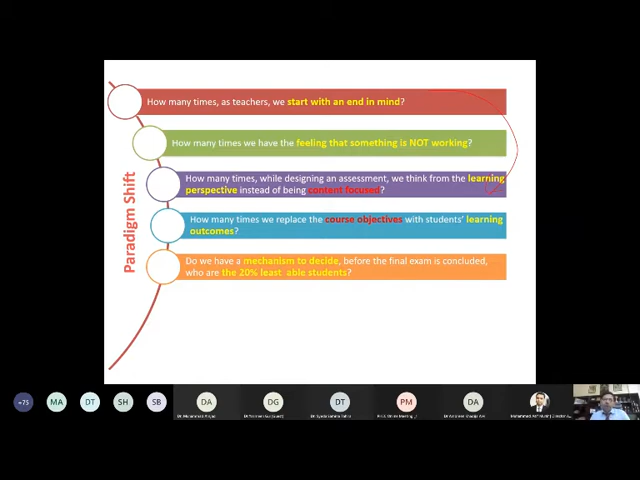 How many times, as teachers, we start with an end in mind?
How many times we have the feeling that something is NOT working?
How many times, while designing an assessment, we think from the learning
perspective instead of being content focused?
How many times we replace the course objectives with students' learning
outcomes?
Do we have a mechanism to decide, before the final exam is concluded,
who are the 20% least able students?
Paradigm Shift
+75
MA
DT
SH
SB
DA
DG
DT
PM
DA